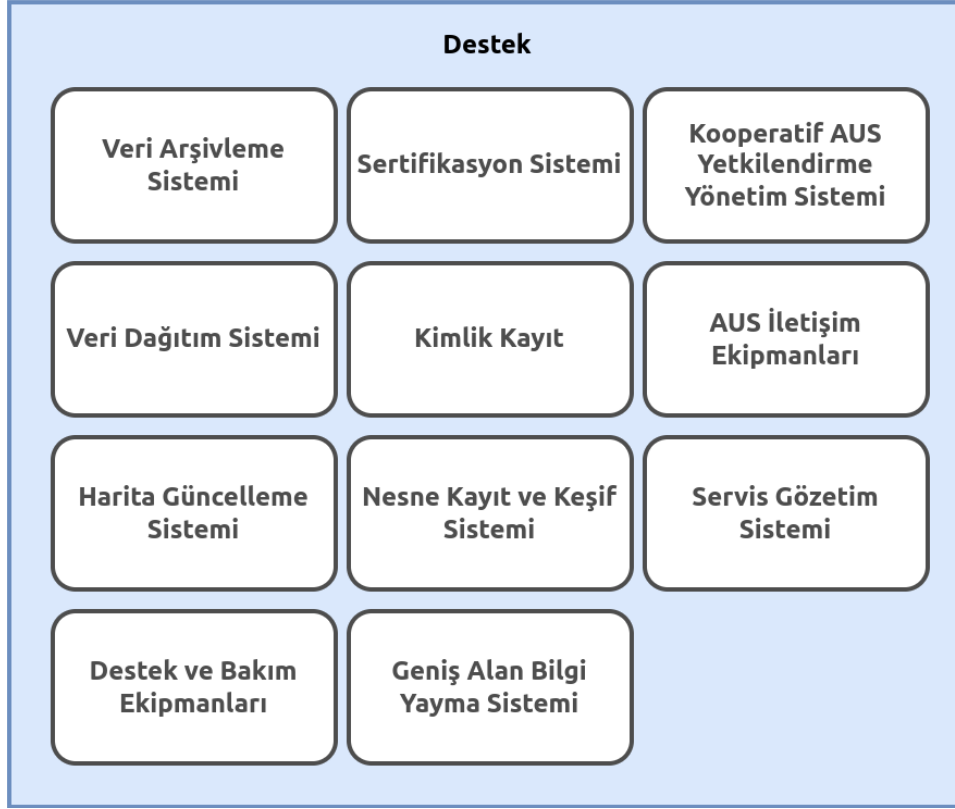 Destek
Veri Arşivleme
Sistemi
Sertifikasyon Sistemi
Kooperatif AUS
Yetkilendirme
Yönetim Sistemi
Veri Dağıtım Sistemi
Kimlik Kayıt
AUS İletişim
Ekipmanları
Harita Güncelleme
Sistemi
Nesne Kayıt ve Keşif
Sistemi
Servis Gözetim
Sistemi
Destek ve Bakım
Ekipmanları
Geniş Alan Bilgi
Yayma Sistemi